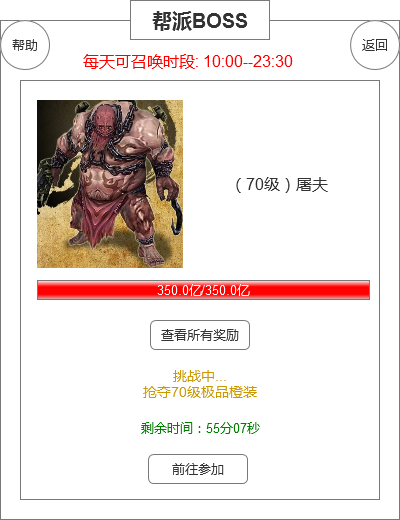 帮派BOSS
帮助
返回
每天可召唤时段: 10:00--23:30
（70级）屠夫
350.0亿/350.0亿
查看所有奖励
挑战中...
抢夺70级极品橙装
剩余时间：55分07秒
前往参加